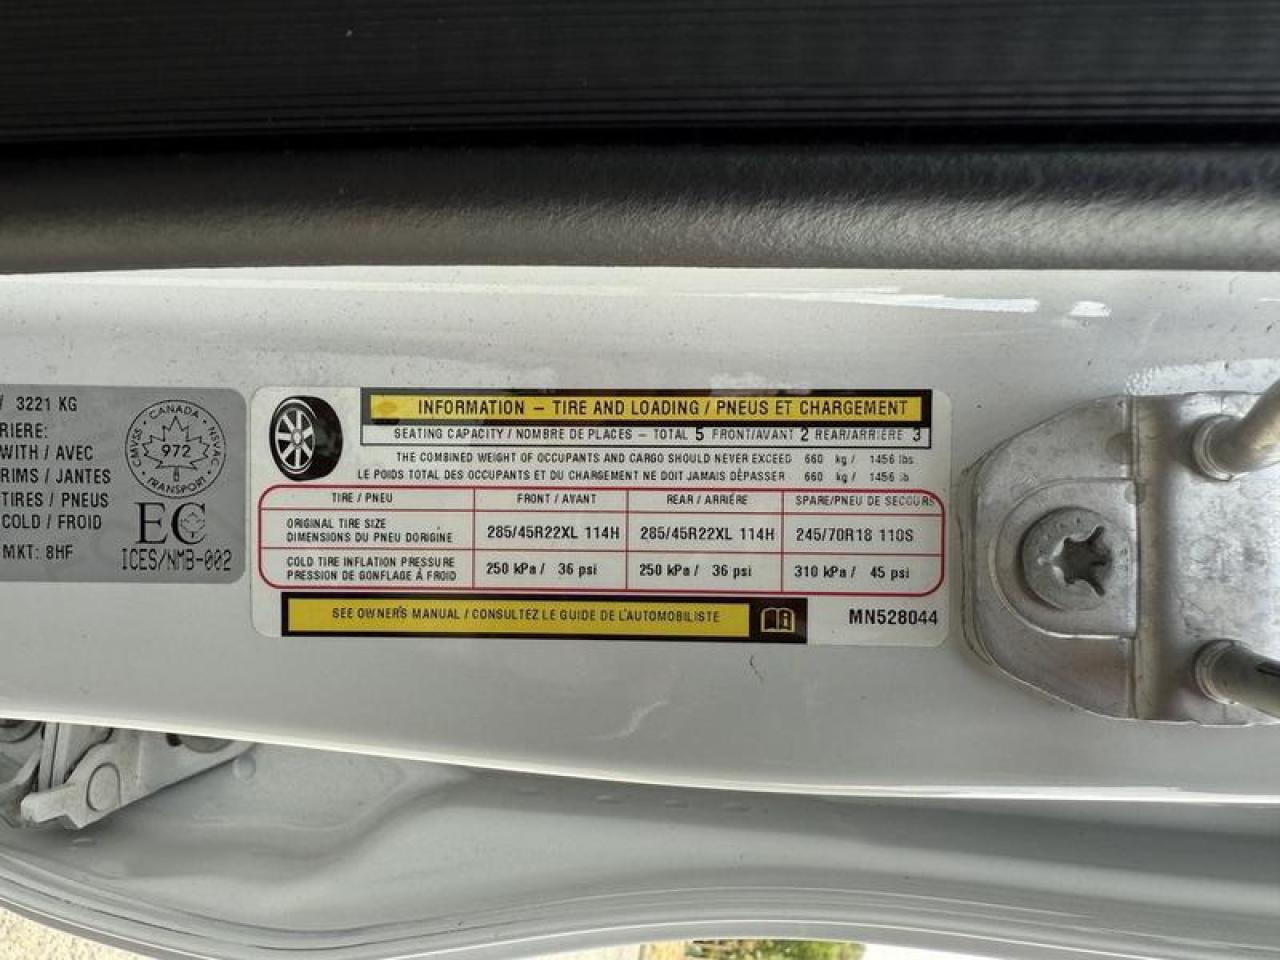 3221 KG
RIERE:
WITH / AVEC
RIMS / JANTES
TIRES / PNEUS
COLD / FROID
MKT: 8HF
CANADA
CMVSS • NSVAC
972
TRANSPORT
EC
ICES/NMB-002
INFORMATION – TIRE AND LOADING / PNEUS ET CHARGEMENT
SEATING CAPACITY / NOMBRE DE PLACES – TOTAL 5 FRONT/AVANT 2 REAR/ARRIÈRE 3
THE COMBINED WEIGHT OF OCCUPANTS AND CARGO SHOULD NEVER EXCEED 660 kg / 1456 lbs
LE POIDS TOTAL DES OCCUPANTS ET DU CHARGEMENT NE DOIT JAMAIS DÉPASSER 660 kg / 1456 lb
TIRE / PNEU FRONT / AVANT REAR / ARRIÉRE SPARE/PNEU DE SECOURS
ORIGINAL TIRE SIZE
DIMENSIONS DU PNEU DORIGINE 285/45R22XL 114H 285/45R22XL 114H 245/70R18 110S
COLD TIRE INFLATION PRESSURE
PRESSION DE GONFLAGE À FROID 250 kPa / 36 psi 250 kPa / 36 psi 310 kPa / 45 psi
SEE OWNER'S MANUAL / CONSULTEZ LE GUIDE DE L'AUTOMOBILISTE
MN528044